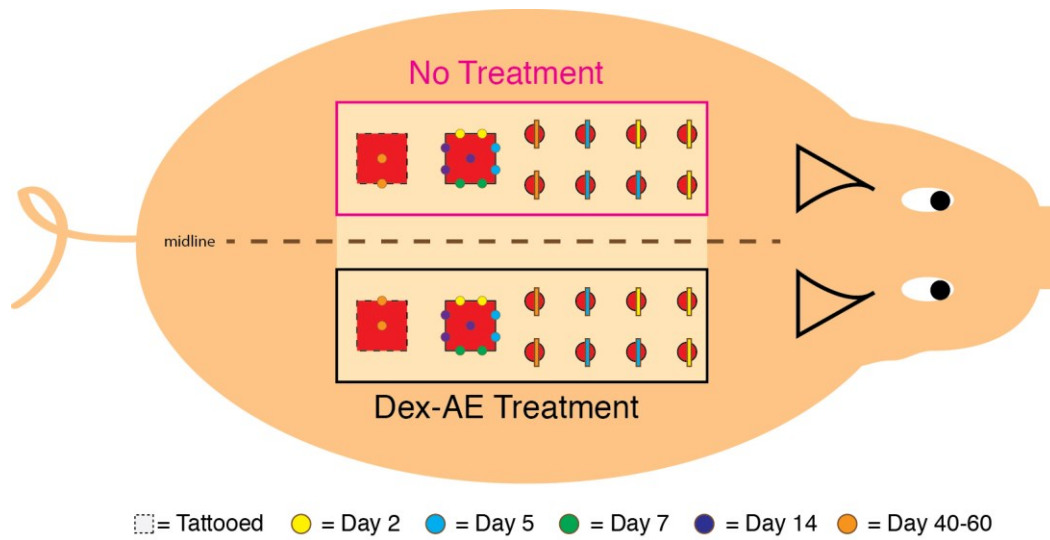 No Treatment
midline
Dex-AE Treatment
= Tattooed = Day 2 = Day 5 = Day 7 = Day 14 = Day 40-60